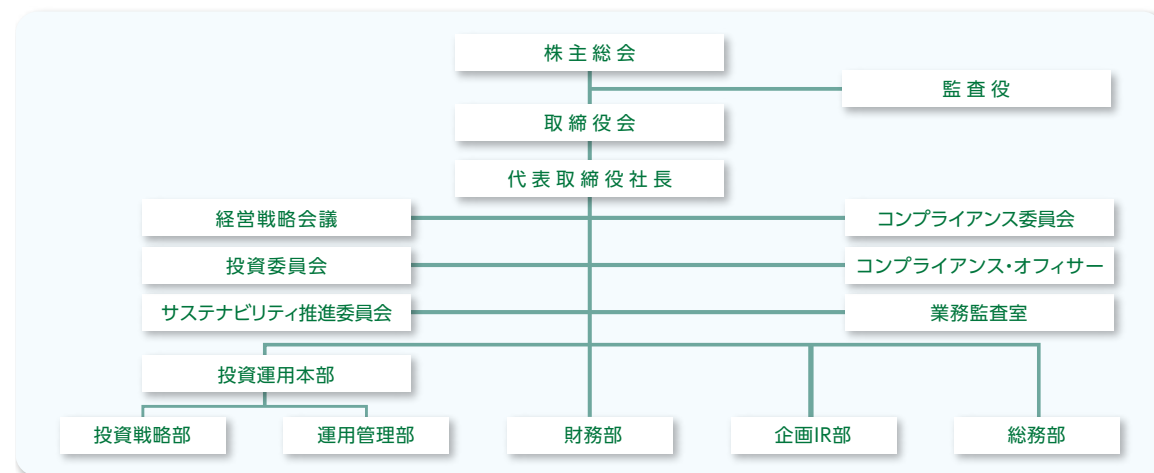 株主総会
監査役
取締役会
代表取締役社長
経営戦略会議
コンプライアンス委員会
投資委員会
コンプライアンス・オフィサー
サステナビリティ推進委員会
業務監査室
投資運用本部
投資戦略部
運用管理部
財務部
企画IR部
総務部